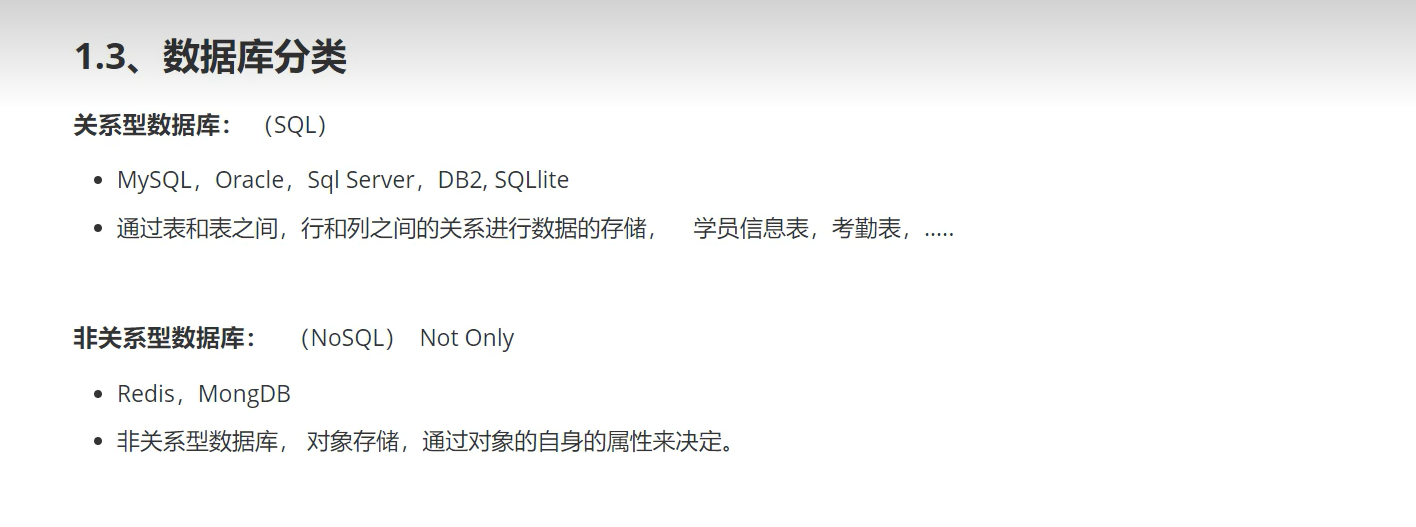 1.3、数据库分类
关系型数据库： （SQL）
MySQL，Oracle，Sql Server，DB2, SQLlite
通过表和表之间，行和列之间的关系进行数据的存储， 学员信息表，考勤表，.....
非关系型数据库： （NoSQL） Not Only
Redis，MongDB
非关系型数据库， 对象存储，通过对象的自身的属性来决定。